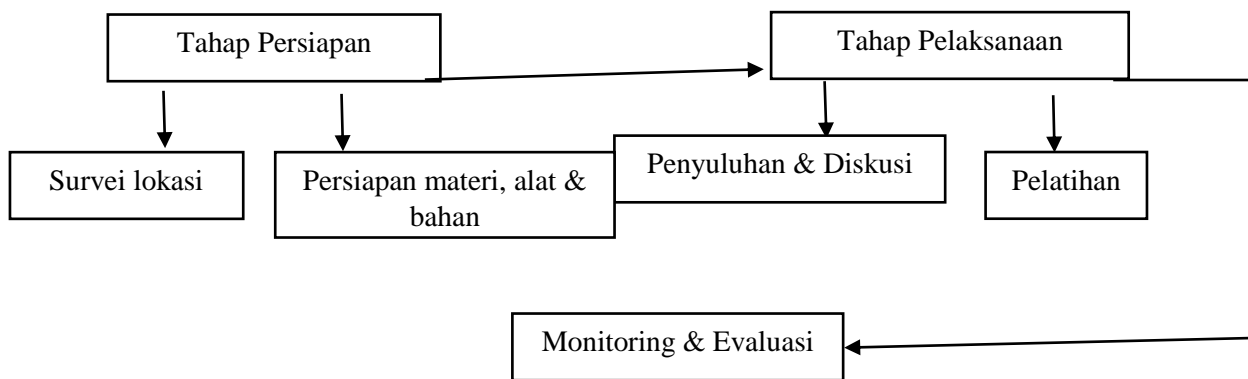 Tahap Persiapan
Tahap Pelaksanaan
Survei lokasi
Persiapan materi, alat &
bahan
Penyuluhan & Diskusi
Pelatihan
Monitoring & Evaluasi